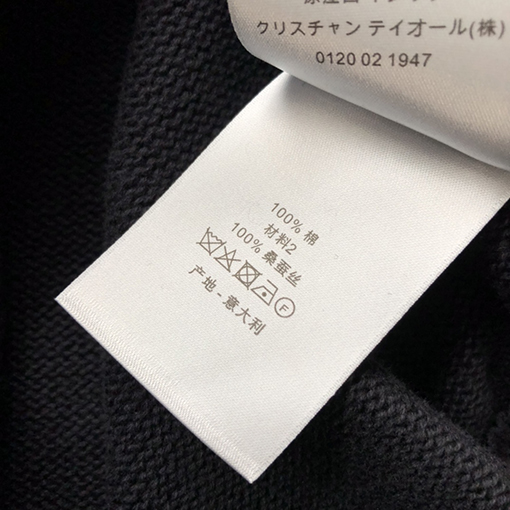 クリスチャン ディオール(株)
0120 02 1947
100% 棉
材料2
100% 桑蚕丝
F
产地 - 意大利